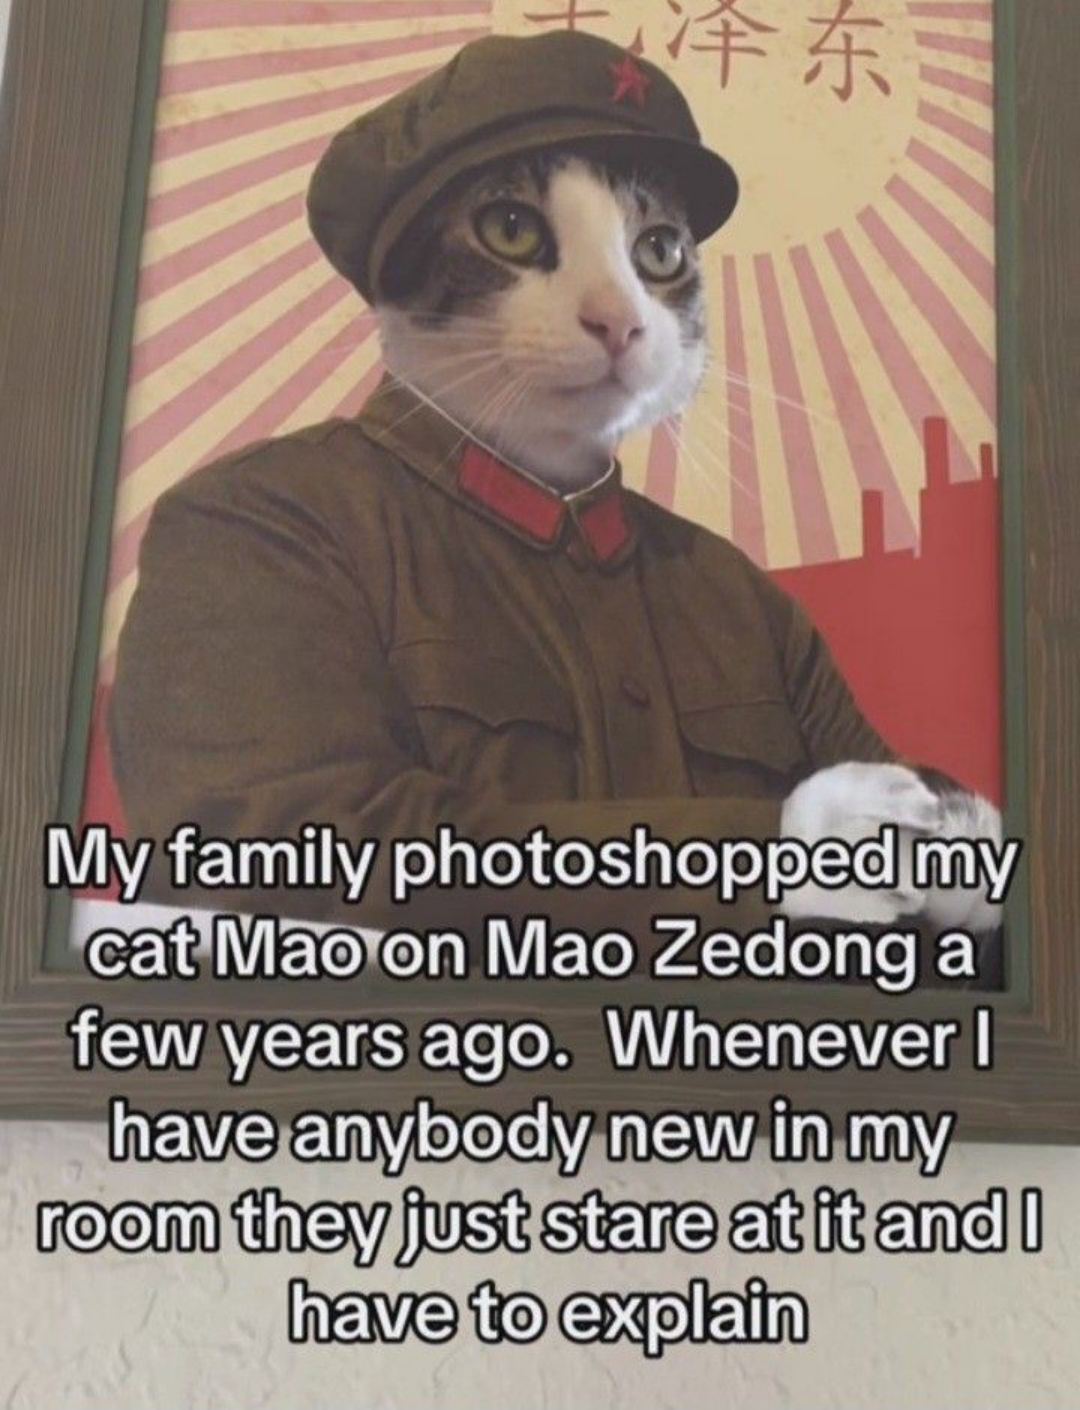 毛泽东
My family photoshopped my
cat Mao on Mao Zedong a
few years ago.  Whenever I
have anybody new in my
room they just stare at it and I
have to explain